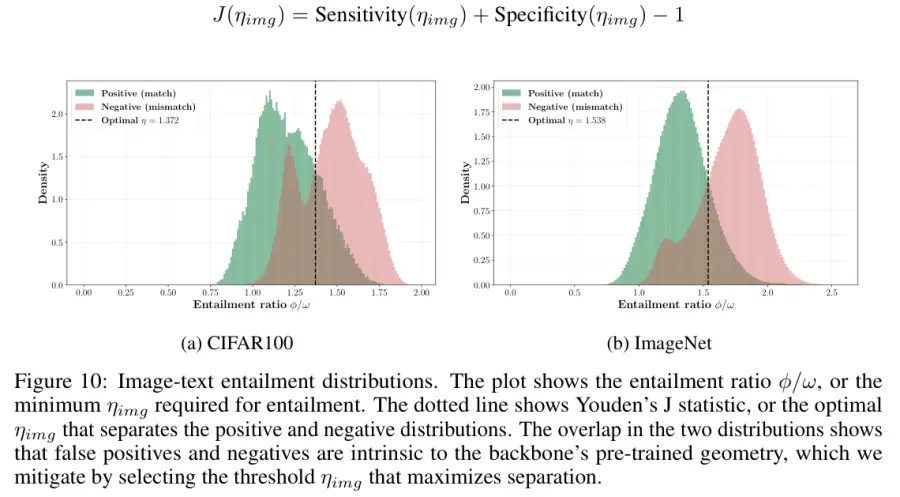 J(η_img) = Sensitivity(η_img) + Specificity(η_img) − 1
Positive (match)
Negative (mismatch)
Optimal η = 1.372
Density
2.0
1.5
1.0
0.5
0.0
0.00 0.25 0.50 0.75 1.00 1.25 1.50 1.75 2.00
Entailment ratio ϕ/ω
(a) CIFAR100
Positive (match)
Negative (mismatch)
Optimal η = 1.538
Density
2.00
1.75
1.50
1.25
1.00
0.75
0.50
0.25
0.00
0.0 0.5 1.0 1.5 2.0 2.5
Entailment ratio ϕ/ω
(b) ImageNet
Figure 10: Image-text entailment distributions. The plot shows the entailment ratio ϕ/ω, or the
minimum η_img required for entailment. The dotted line shows Youden's J statistic, or the optimal
η_img that separates the positive and negative distributions. The overlap in the two distributions shows
that false positives and negatives are intrinsic to the backbone's pre-trained geometry, which we
mitigate by selecting the threshold η_img that maximizes separation.